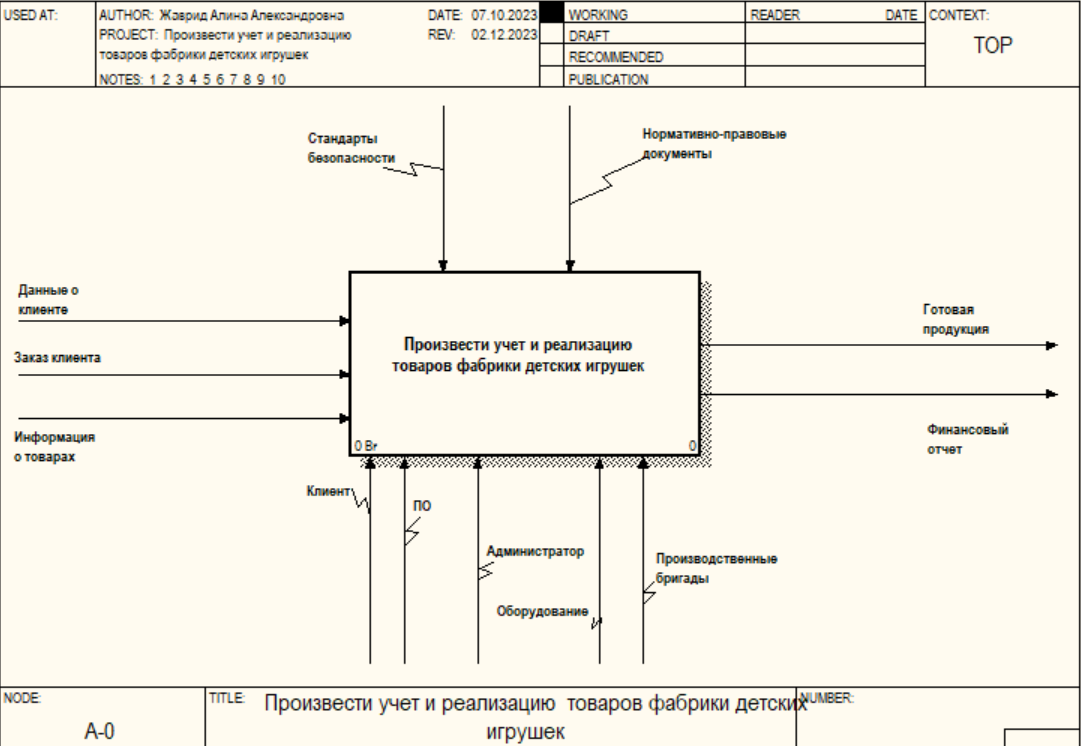 USED AT:
AUTHOR: Жаврид Алина Александровна
DATE: 07.10.2023
PROJECT: Произвести учет и реализацию
REV: 02.12.2023
товаров фабрики детских игрушек
NOTES: 1 2 3 4 5 6 7 8 9 10
WORKING
DRAFT
RECOMMENDED
PUBLICATION
READER DATE
CONTEXT:
TOP
Стандарты
безопасности
Нормативно-правовые
документы
Данные о
клиенте
Заказ клиента
Информация
о товарах
Произвести учет и реализацию
товаров фабрики детских игрушек
0 Br
0
Готовая
продукция
Финансовый
отчет
Клиент
ПО
Администратор
Оборудование
Производственные
бригады
NODE:
A-0
TITLE:
Произвести учет и реализацию товаров фабрики детских
игрушек
NUMBER: